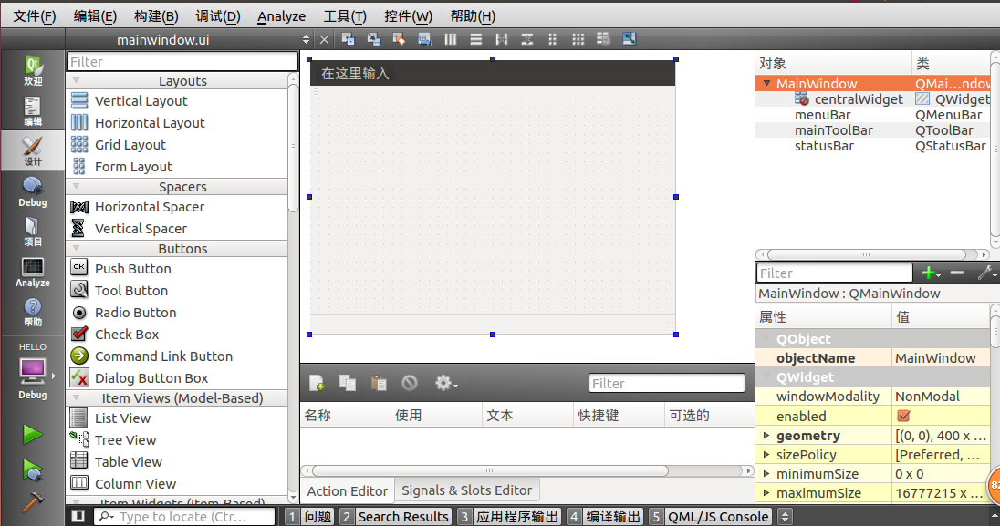 文件(F) 编辑(E) 构建(B) 调试(D) Analyze 工具(T) 控件(W) 帮助(H)
mainwindow.ui
欢迎
编辑
设计
Debug
项目
Analyze
帮助
HELLO
Debug
Filter
Layouts
Vertical Layout
Horizontal Layout
Grid Layout
Form Layout
Spacers
Horizontal Spacer
Vertical Spacer
Buttons
OK Push Button
Tool Button
Radio Button
Check Box
Command Link Button
Dialog Button Box
Item Views (Model-Based)
List View
Tree View
Table View
Column View
Item Widgets (Item-Based)
在这里输入
Filter
名称 使用 文本 快捷键 可选的
Action Editor Signals & Slots Editor
对象 类
MainWindow QMai...ndow
centralWidget QWidget
menuBar QMenuBar
mainToolBar QToolBar
statusBar QStatusBar
Filter
MainWindow : QMainWindow
属性 值
QObject
objectName MainWindow
QWidget
windowModality NonModal
enabled
geometry [(0, 0), 400 x ...
sizePolicy [Preferred, ...
minimumSize 0 x 0
maximumSize 16777215 x ...
82
Type to locate (Ctr... 1 问题 2 Search Results 3 应用程序输出 4 编译输出 5 QML/JS Console